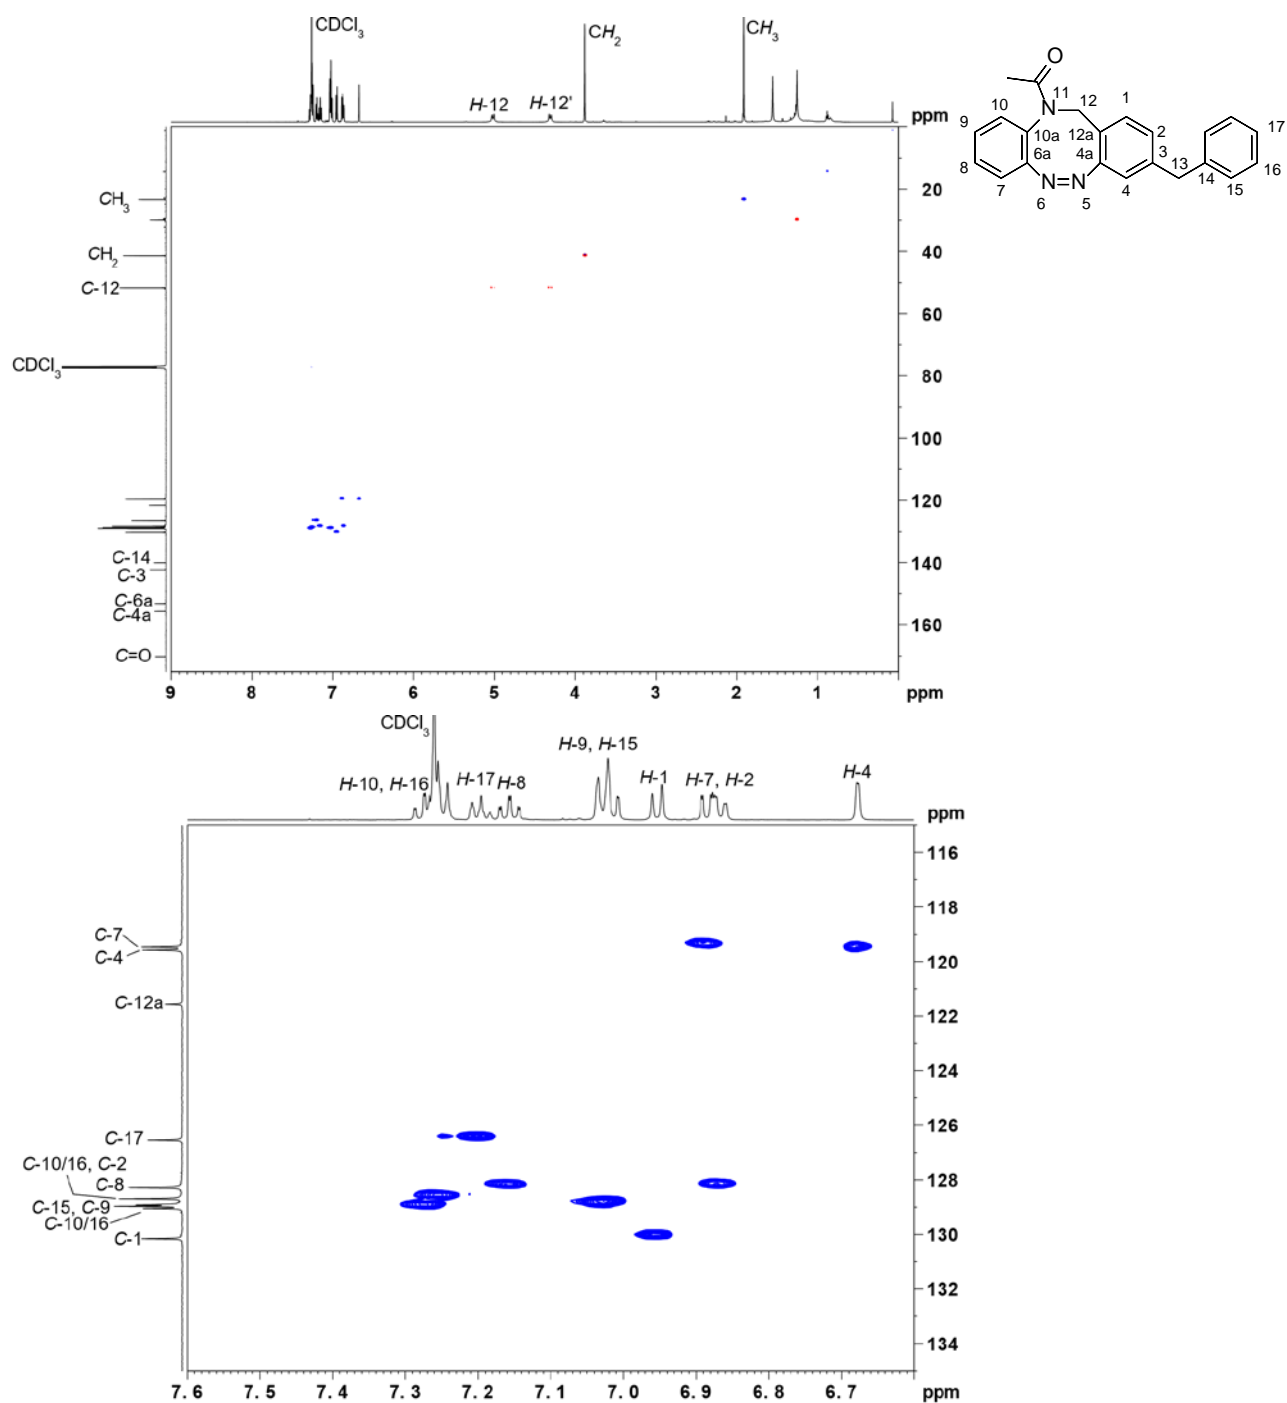 CDCl3
CH2
CH3
H-12
H-12'
ppm
CH3
CH2
C-12
CDCl3
C-14
C-3
C-6a
C-4a
C=O
20
40
60
80
100
120
140
160
9 8 7 6 5 4 3 2 1 ppm
O
N
11
12
10
1
9
10a
12a
2
8
6a
4a
3
13
17
7
N=N
4
14
16
6
5
15
CDCl3
H-9, H-15
H-10, H-16
H-17
H-8
H-1
H-7, H-2
H-4
ppm
C-7
C-4
C-12a
C-17
C-10/16, C-2
C-8
C-15, C-9
C-10/16
C-1
116
118
120
122
124
126
128
130
132
134
7.6 7.5 7.4 7.3 7.2 7.1 7.0 6.9 6.8 6.7 ppm